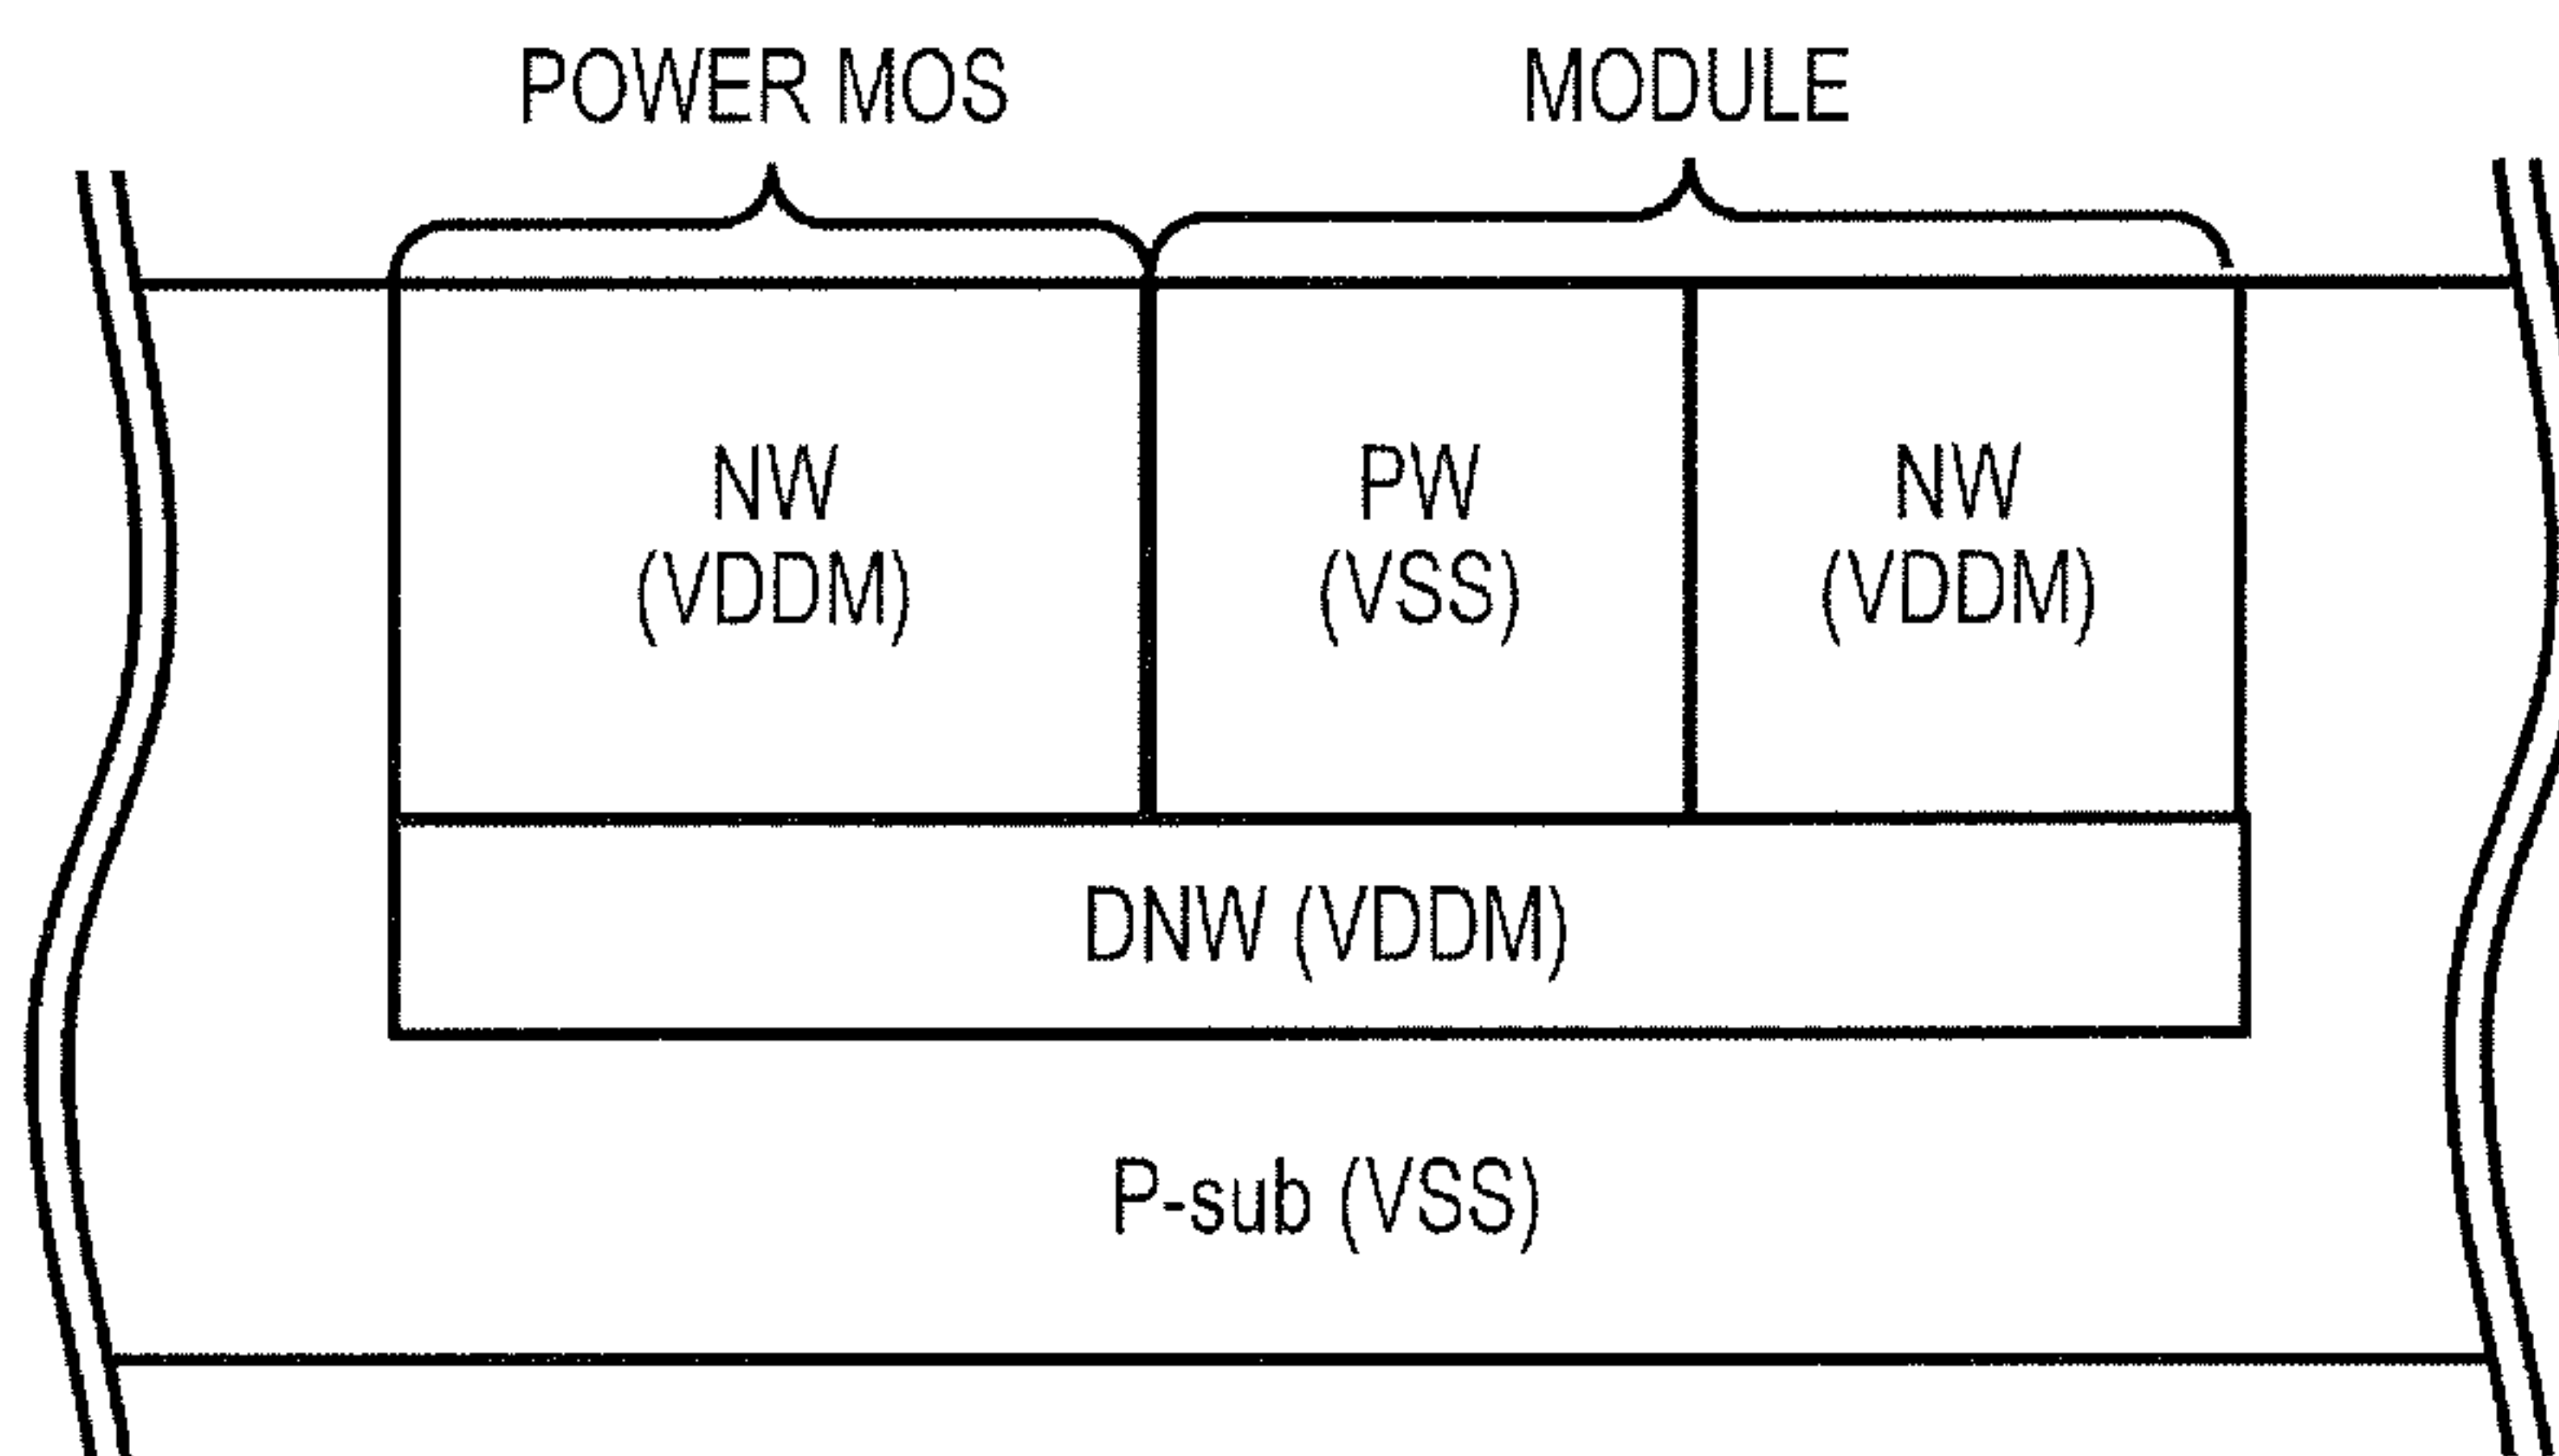 POWER MOS
MODULE
NW
(VDDM)
PW
(VSS)
NW
(VDDM)
DNW (VDDM)
P-sub (VSS)